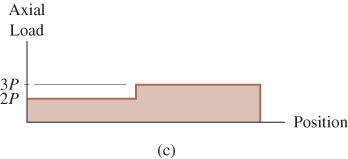 Axial
Load
3P
2P
Position
(c)